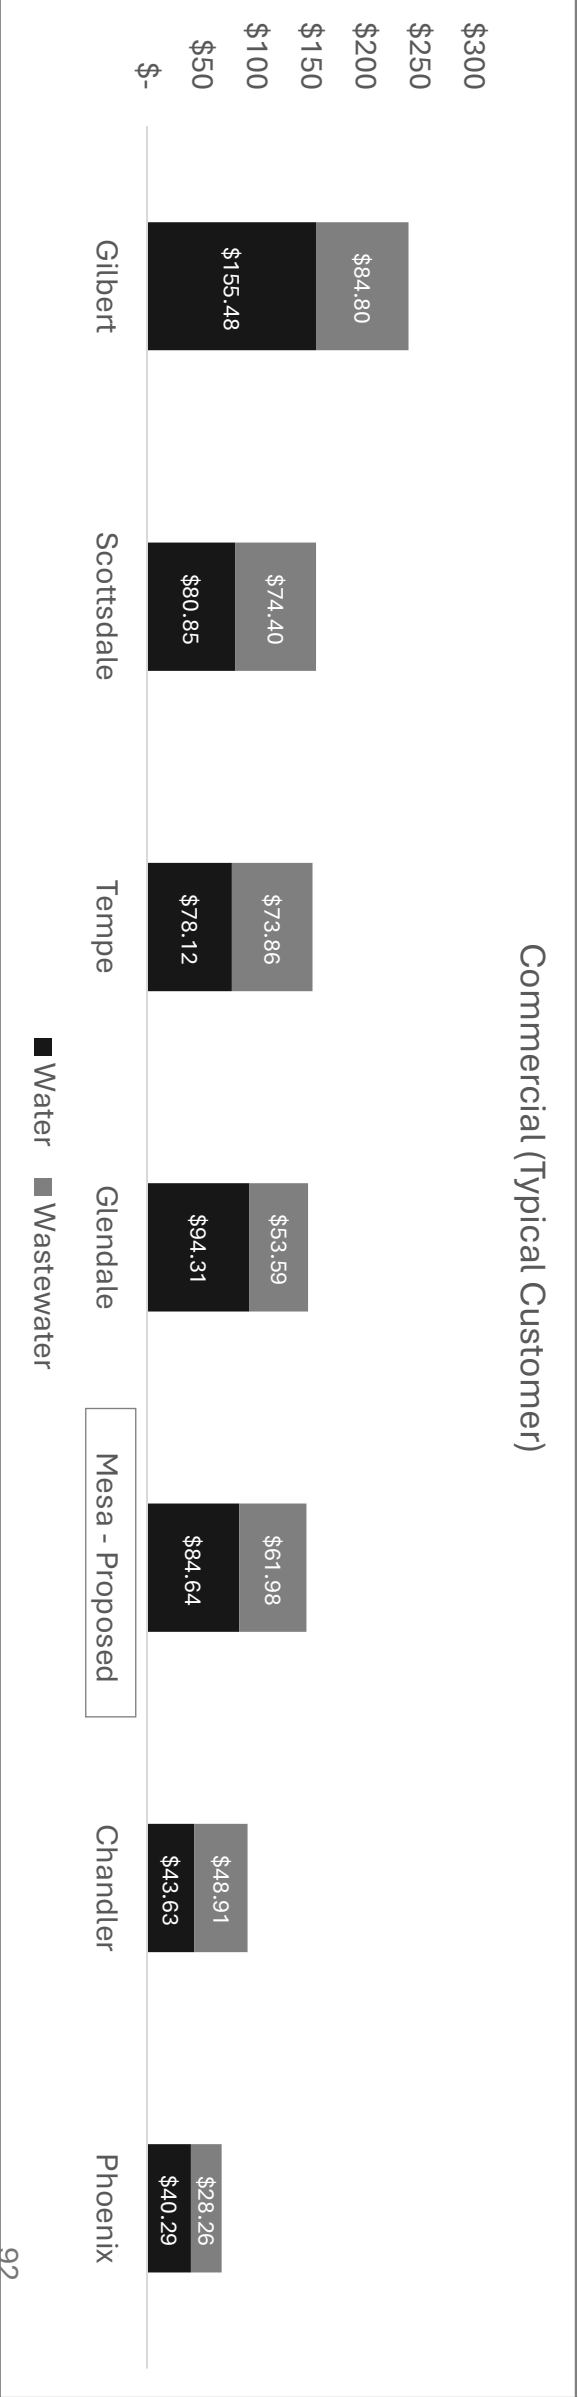 Commercial (Typical Customer)
$300
$250
$200
$150
$100
$50
$-
$84.80
$74.40
$73.86
$53.59
$61.98
$48.91
$28.26
$155.48
$80.85
$78.12
$94.31
$84.64
$43.63
$40.29
Gilbert
Scottsdale
Tempe
Glendale
Mesa - Proposed
Chandler
Phoenix
Water
Wastewater
92